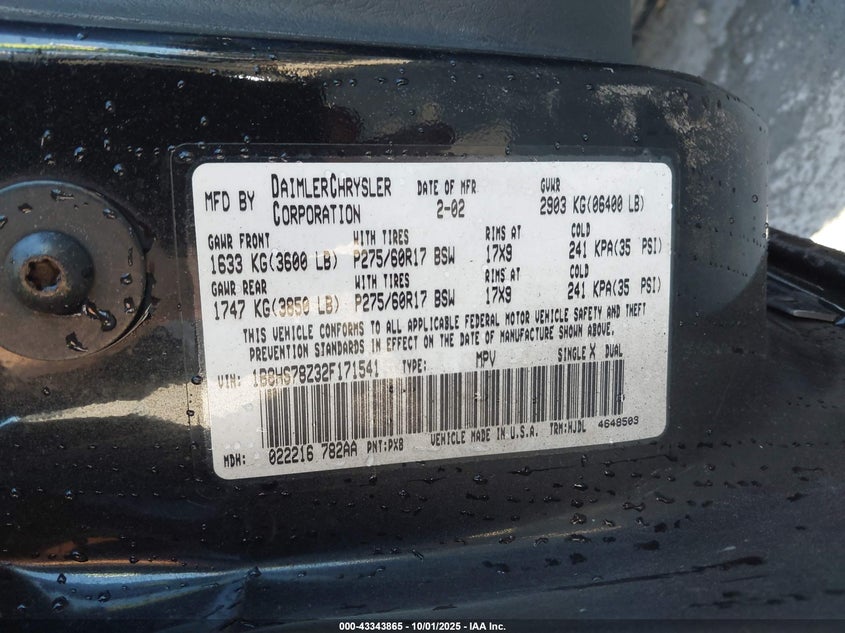 MFD BY DAIMLERCHRYSLER CORPORATION DATE OF MFR 2-02 GVWR 2903 KG(06400 LB)
GAWR FRONT WITH TIRES RIMS AT COLD
1633 KG(3600 LB) P275/60R17 BSW 17X9 241 KPA(35 PSI)
GAWR REAR WITH TIRES RIMS AT COLD
1747 KG(3850 LB) P275/60R17 BSW 17X9 241 KPA(35 PSI)
THIS VEHICLE CONFORMS TO ALL APPLICABLE FEDERAL MOTOR VEHICLE SAFETY AND THEFT
PREVENTION STANDARDS IN EFFECT ON THE DATE OF MANUFACTURE SHOWN ABOVE.
VIN: 1B8HS78Z32F171541 TYPE: MPV SINGLE X DUAL
MDH: 022216 782AA PNT:PX8 VEHICLE MADE IN U.S.A. TRM:HJDL 4648503
000-43343865 - 10/01/2025 - IAA Inc.